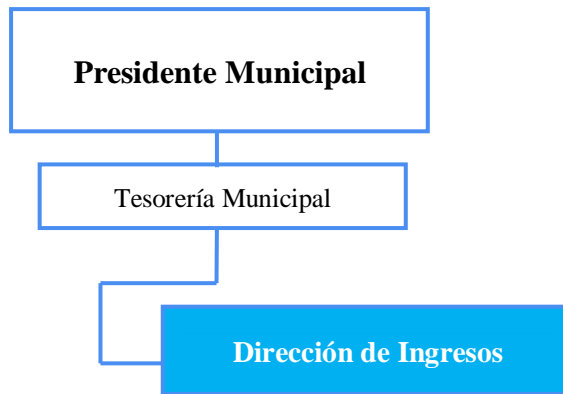 Presidente Municipal
Tesorería Municipal
Dirección de Ingresos